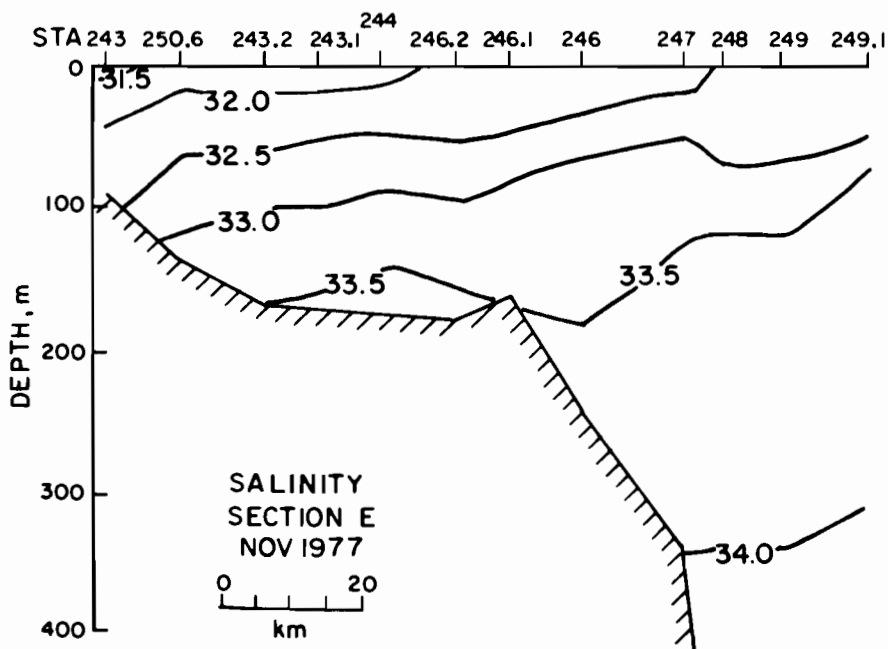 244
STA 243 250.6 243.2 243.1 246.2 246.1 246 247 248 249 249.1
0
31.5
32.0
32.5
100
33.0
33.5 33.5
200
DEPTH, m
300
SALINITY
SECTION E
NOV 1977
34.0
0 20
km
400